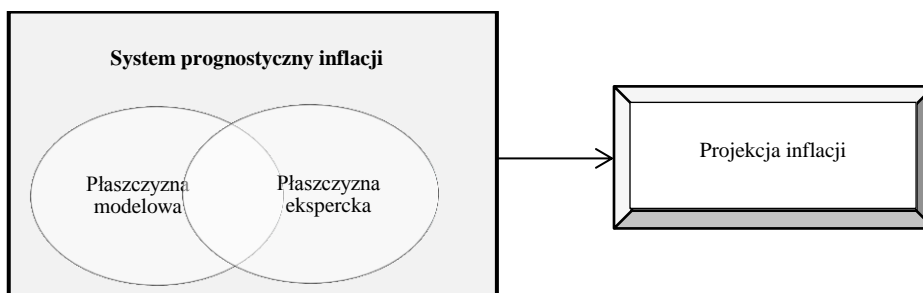 System prognostyczny inflacji
Płaszczyzna
modelowa
Płaszczyzna
ekspercka
Projekcja inflacji